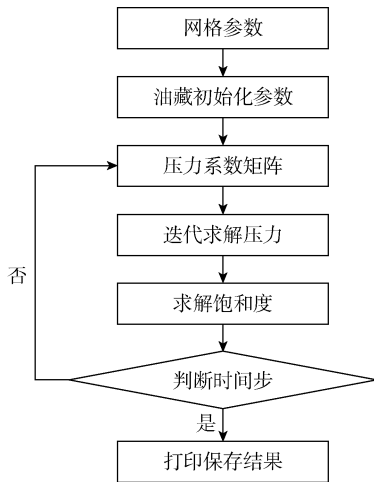 网格参数
油藏初始化参数
压力系数矩阵
迭代求解压力
求解饱和度
否
判断时间步
是
打印保存结果